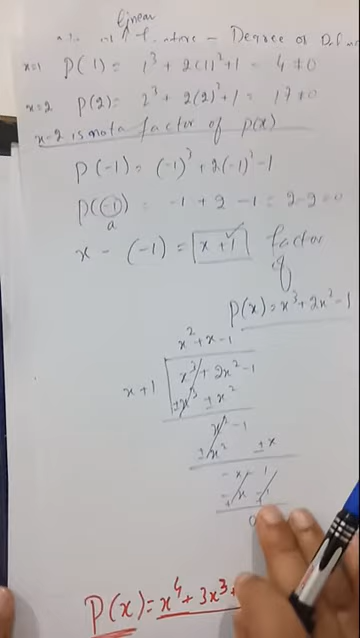 linear
Degree of
x=1 P(1) = 1³ + 2(1)²+1 = 4 ≠0
x=2 P(2) = 2³ + 2(2)²+1 = 17 ≠0
x-2 is not a factor of P(x)
P(-1) = (-1)³ + 2(-1)² -1
P(-1) = -1 + 2 -1 = 2-2=0
a
x - (-1) = x + 1 ✓ factor
of
P(x) = x³+2x²-1
x²+x-1
x+1 x³ + 2x² -1
±x³ ±x²
x² -1
±x² ±x
-x -1
0
P(x) = x⁴ + 3x³ +